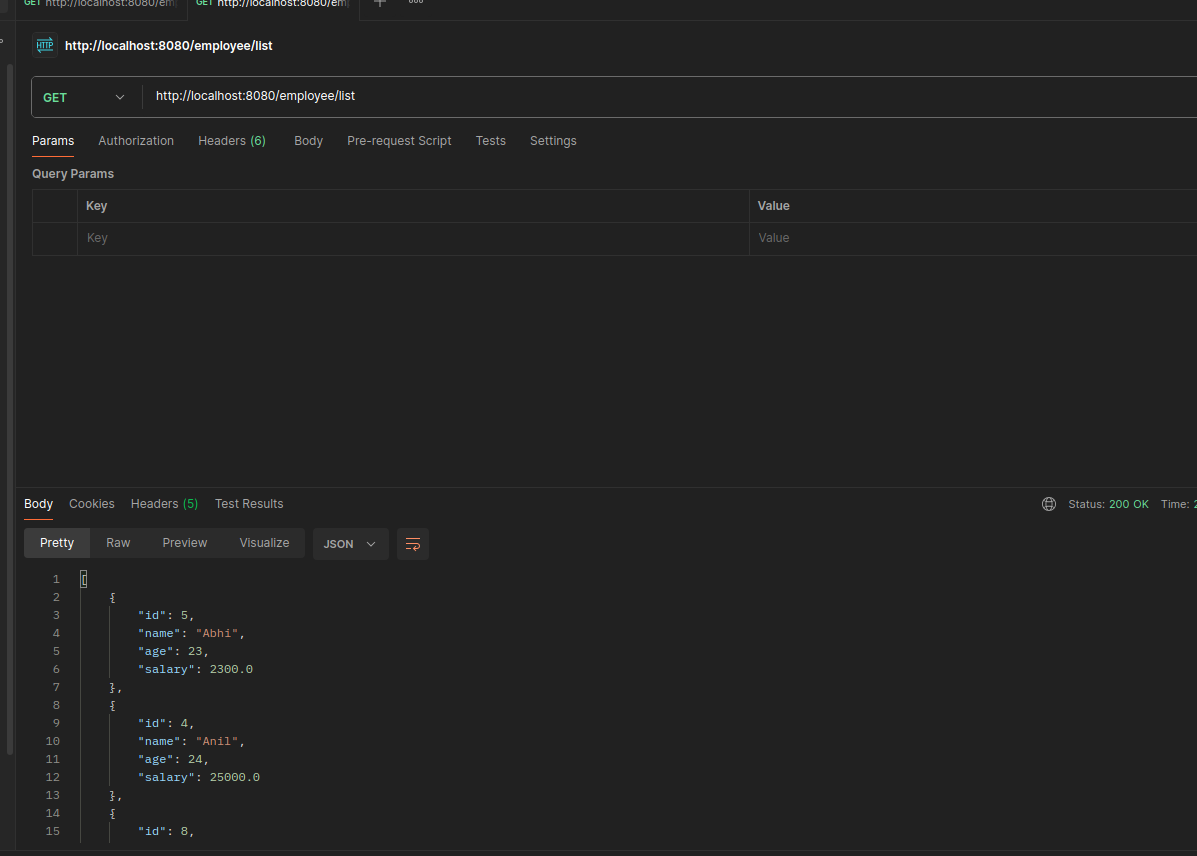 GET http://localhost:8080/em GET http://localhost:8080/em
HTTP http://localhost:8080/employee/list
GET http://localhost:8080/employee/list
Params Authorization Headers (6) Body Pre-request Script Tests Settings
Query Params
Key Value
Key Value
Body Cookies Headers (5) Test Results Status: 200 OK Time:
Pretty Raw Preview Visualize JSON
1 [
2 {
3 "id": 5,
4 "name": "Abhi",
5 "age": 23,
6 "salary": 2300.0
7 },
8 {
9 "id": 4,
10 "name": "Anil",
11 "age": 24,
12 "salary": 25000.0
13 },
14 {
15 "id": 8,